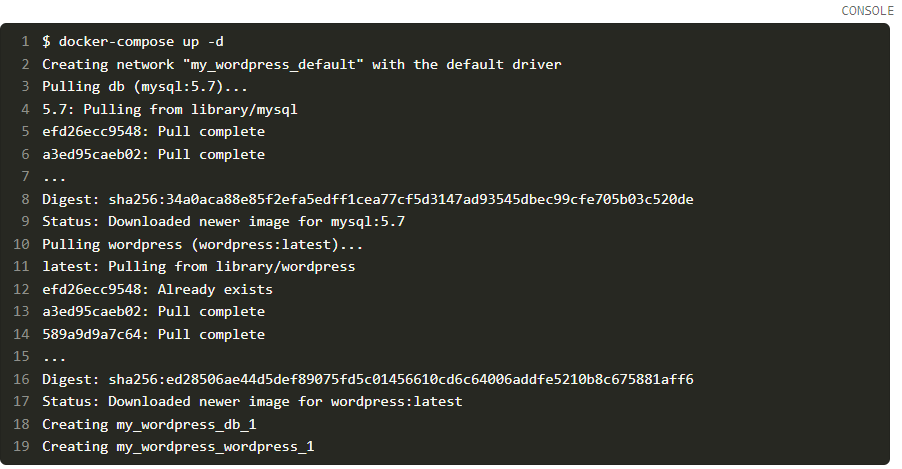 CONSOLE
1 $ docker-compose up -d
2 Creating network "my_wordpress_default" with the default driver
3 Pulling db (mysql:5.7)...
4 5.7: Pulling from library/mysql
5 efd26ecc9548: Pull complete
6 a3ed95caeb02: Pull complete
7 ...
8 Digest: sha256:34a0aca88e85f2efa5edff1cea77cf5d3147ad93545dbec99cfe705b03c520de
9 Status: Downloaded newer image for mysql:5.7
10 Pulling wordpress (wordpress:latest)...
11 latest: Pulling from library/wordpress
12 efd26ecc9548: Already exists
13 a3ed95caeb02: Pull complete
14 589a9d9a7c64: Pull complete
15 ...
16 Digest: sha256:ed28506ae44d5def89075fd5c01456610cd6c64006addfe5210b8c675881aff6
17 Status: Downloaded newer image for wordpress:latest
18 Creating my_wordpress_db_1
19 Creating my_wordpress_wordpress_1